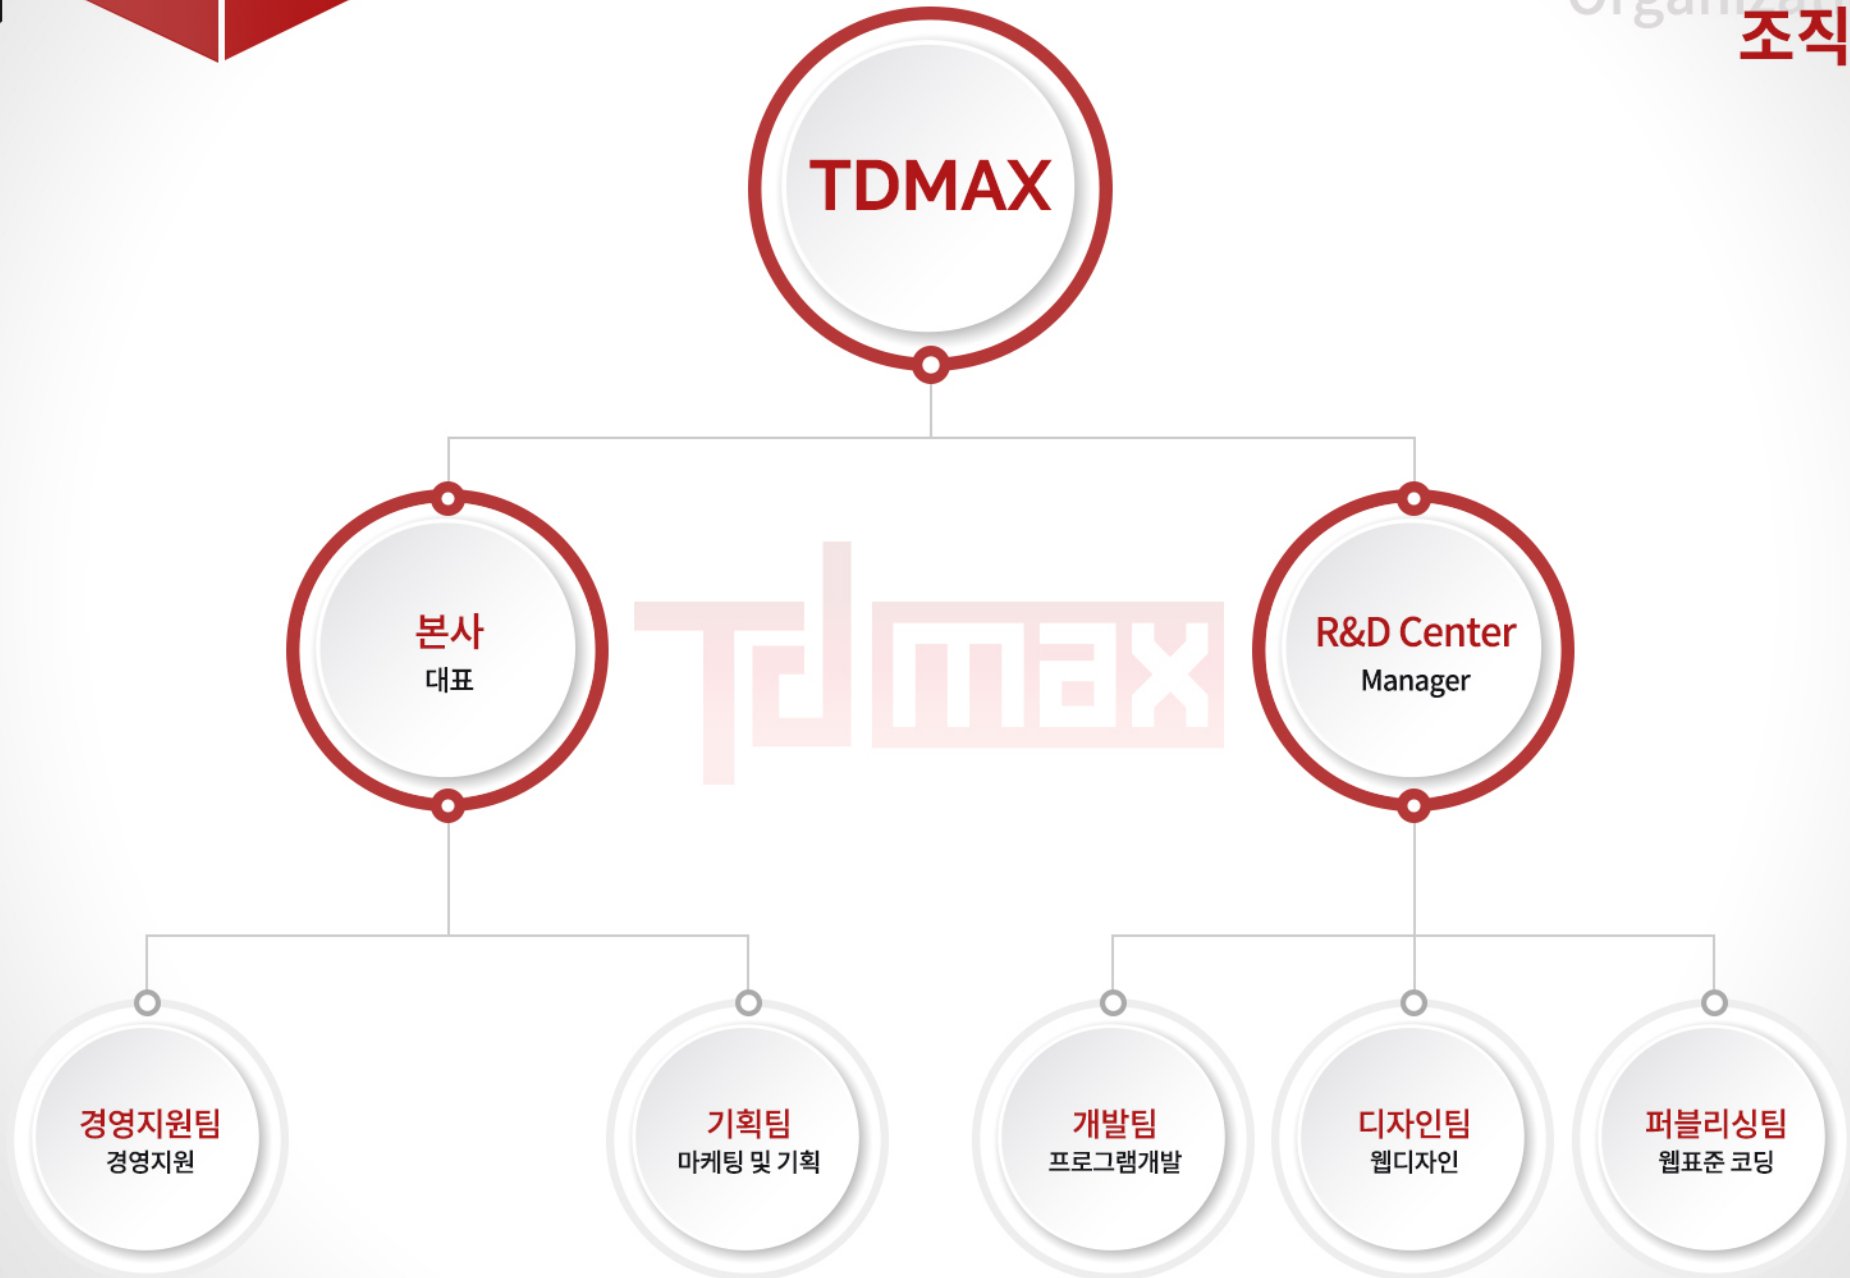 조직
TDMAX
Tdmax
본사
대표
R&D Center
Manager
경영지원팀
경영지원
기획팀
마케팅 및 기획
개발팀
프로그램개발
디자인팀
웹디자인
퍼블리싱팀
웹표준 코딩